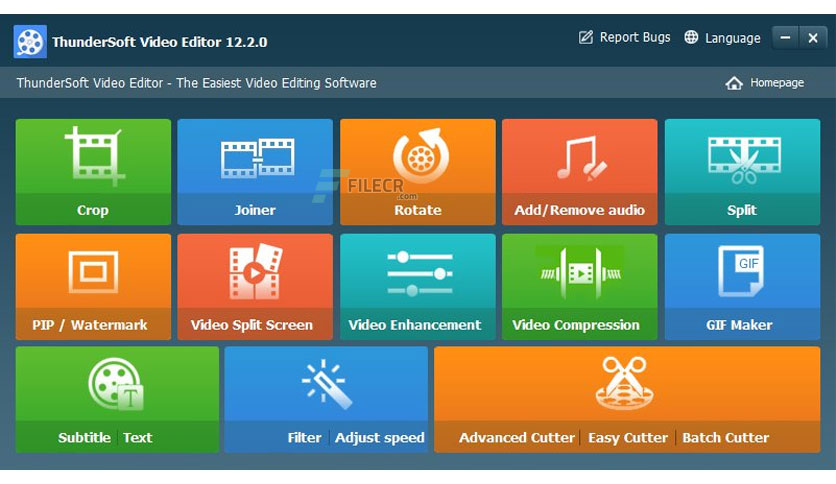 ThunderSoft Video Editor 12.2.0
Report Bugs
Language
ThunderSoft Video Editor - The Easiest Video Editing Software
Homepage
FILECR
.com
Crop
Joiner
Rotate
Add/Remove audio
Split
GIF
PIP / Watermark
Video Split Screen
Video Enhancement
Video Compression
GIF Maker
T
Subtitle | Text
Filter | Adjust speed
Advanced Cutter | Easy Cutter | Batch Cutter